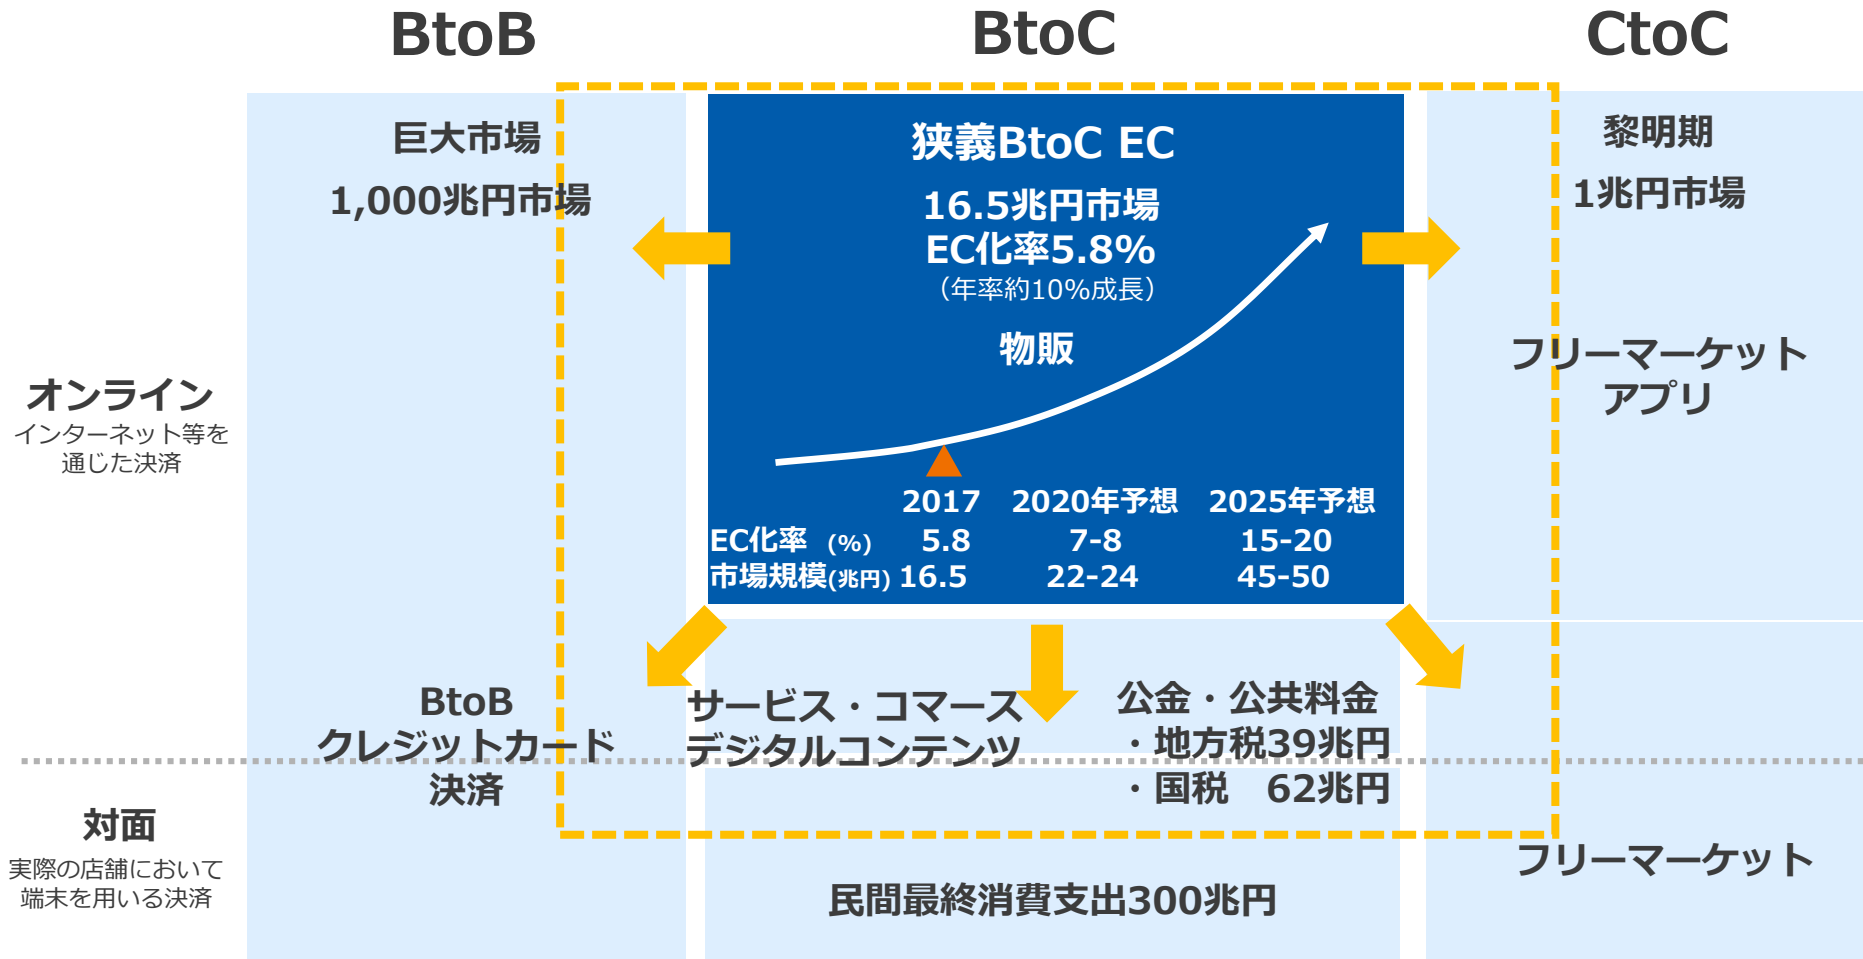 BtoB
BtoC
CtoC
巨大市場
1,000兆円市場
狭義BtoC EC
16.5兆円市場
EC化率5.8%
（年率約10%成長）
物販
黎明期
1兆円市場
フリーマーケット
アプリ
オンライン
インターネット等を
通じた決済
2017 2020年予想 2025年予想
EC化率 (%) 5.8 7-8 15-20
市場規模(兆円) 16.5 22-24 45-50
BtoB
クレジットカード
決済
サービス・コマース
デジタルコンテンツ
公金・公共料金
・地方税39兆円
・国税　62兆円
対面
実際の店舗において
端末を用いる決済
民間最終消費支出300兆円
フリーマーケット